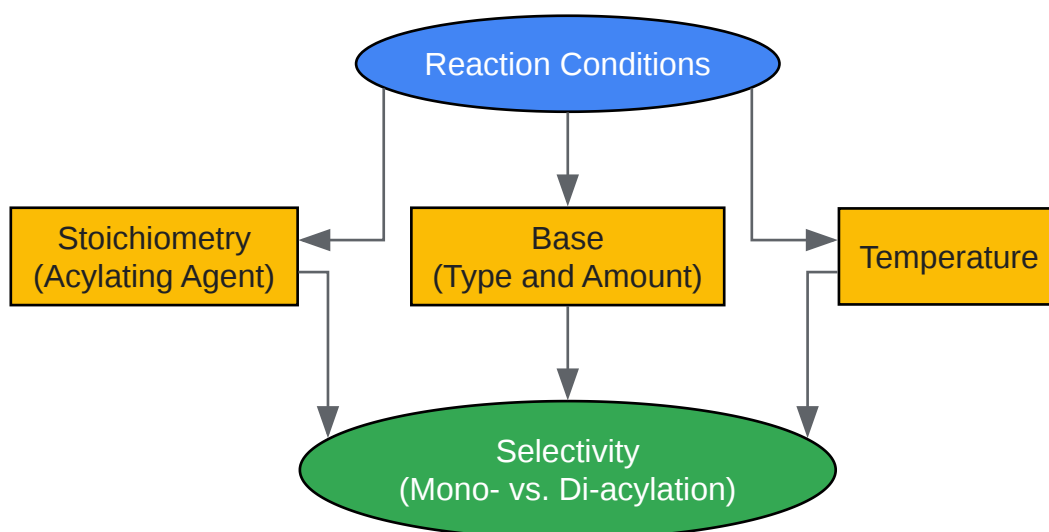 Reaction Conditions
Stoichiometry
(Acylating Agent)
Base
(Type and Amount)
Temperature
Selectivity
(Mono- vs. Di-acylation)